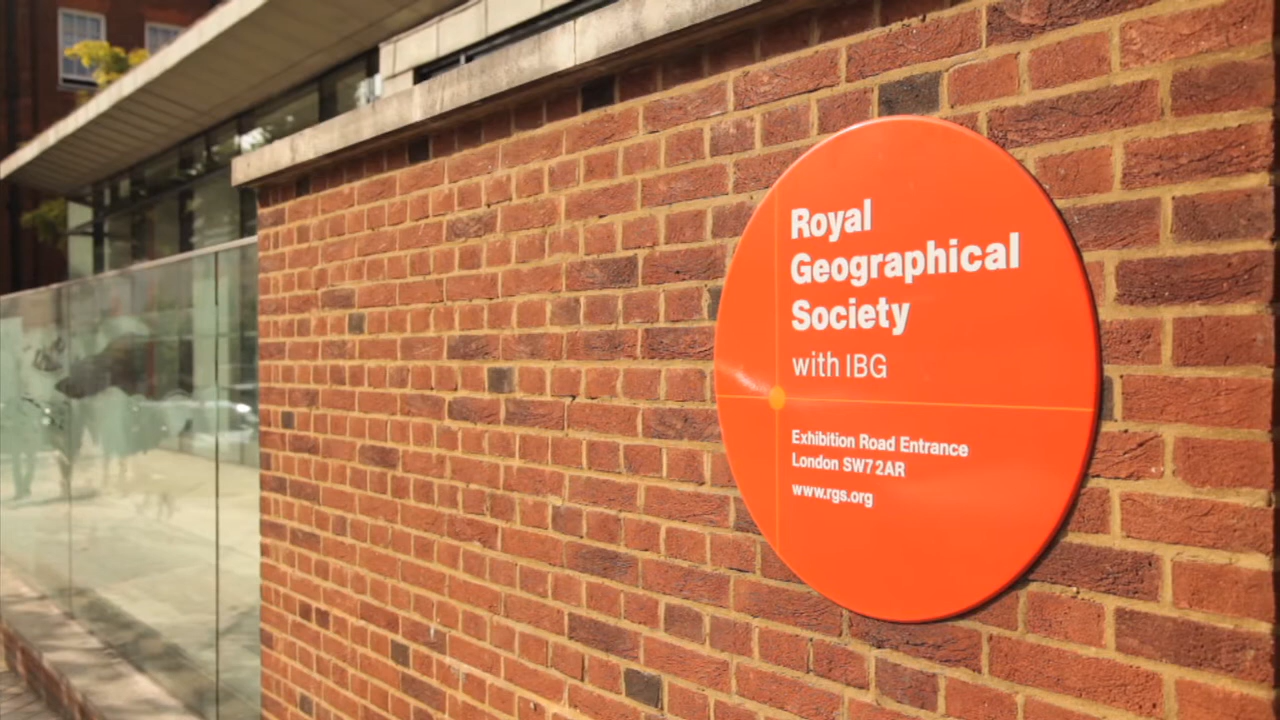 Royal
Geographical
Society
with IBG
Exhibition Road Entrance
London SW7 2AR
www.rgs.org